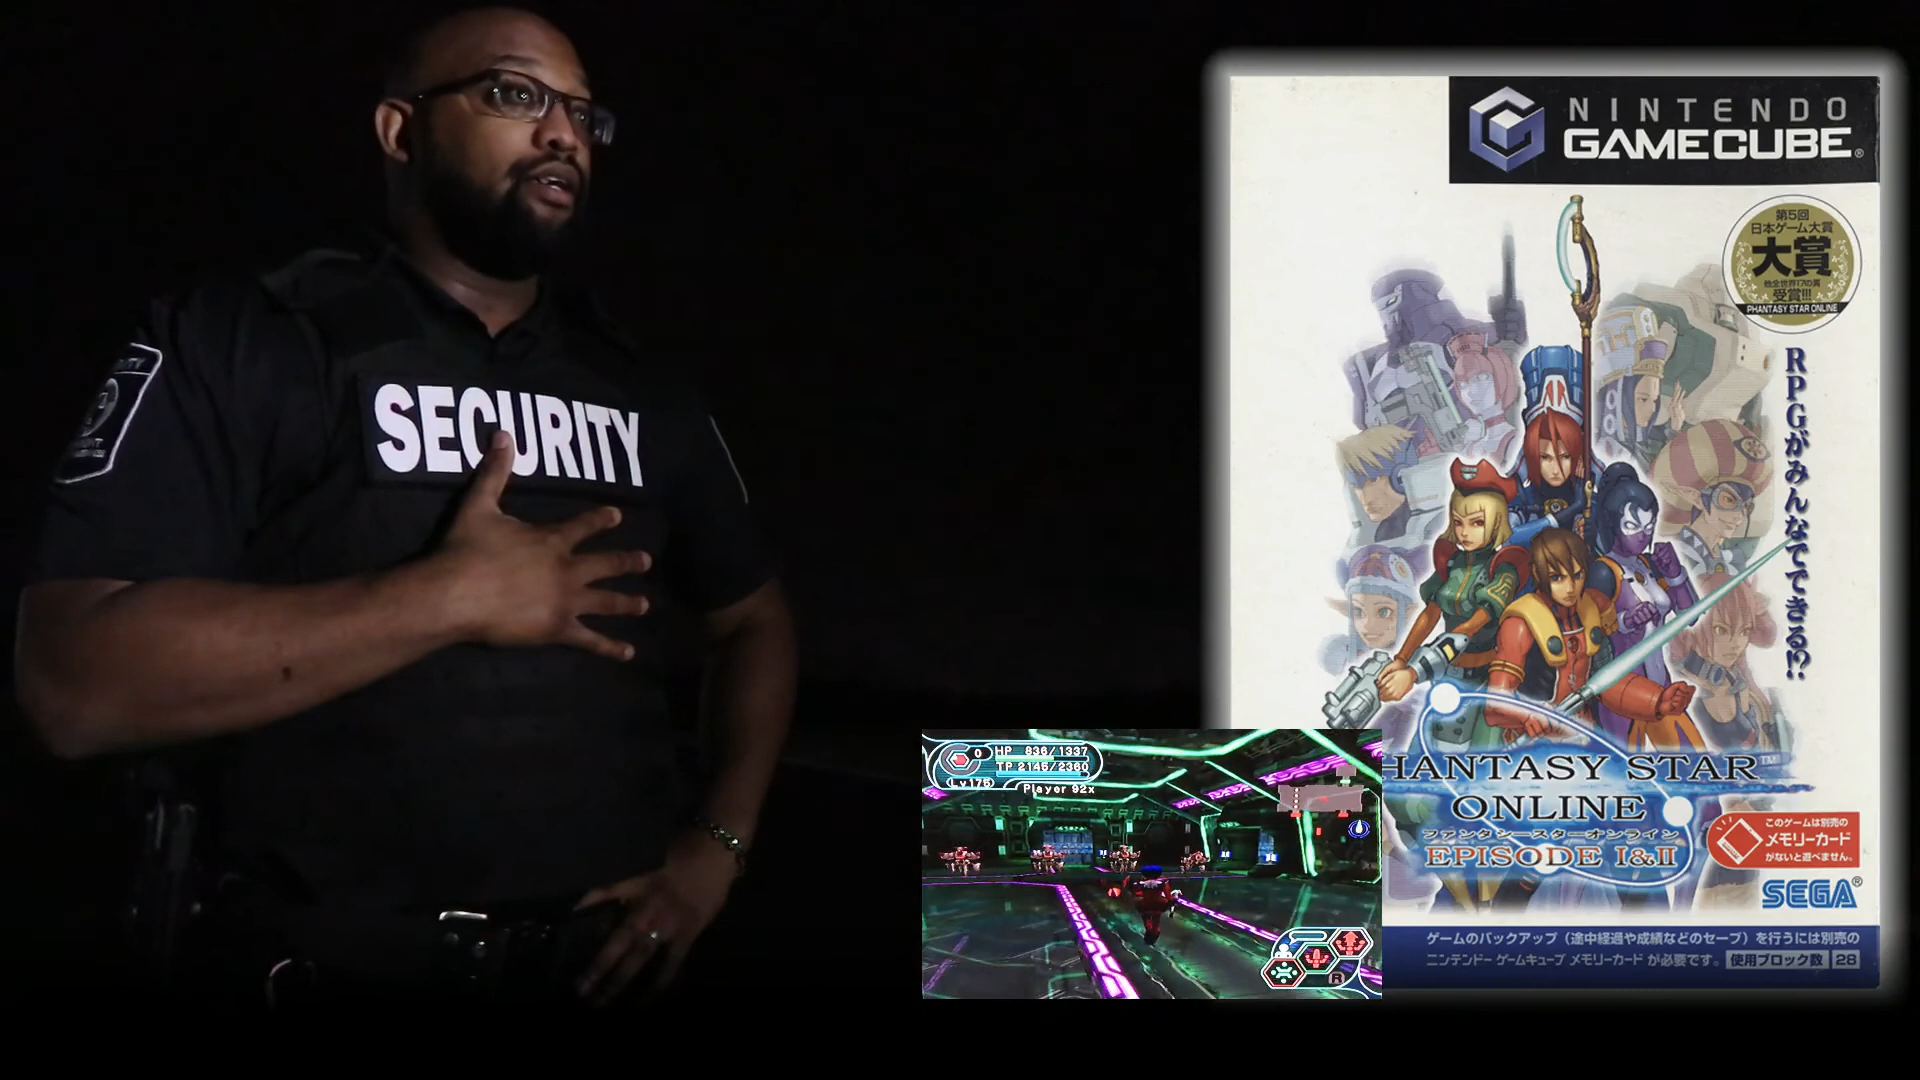 SECURITY
NINTENDO
GAMECUBE®
第5回
日本ゲーム大賞
大賞
受賞!!!
PHANTASY STAR ONLINE
RPGがみんなでできる!?
HANTASY STAR
ONLINE
ファンタシースターオンライン
EPISODE I&II
このゲームは別売の
メモリーカード
がないと遊べません。
SEGA®
ゲームのバックアップ（途中経過や成績などのセーブ）を行うには別売の
ニンテンドーゲームキューブ メモリーカード が必要です。 使用ブロック数 28
0 HP 836/1337
TP 2145/2360
Lv176
Player 92x
R